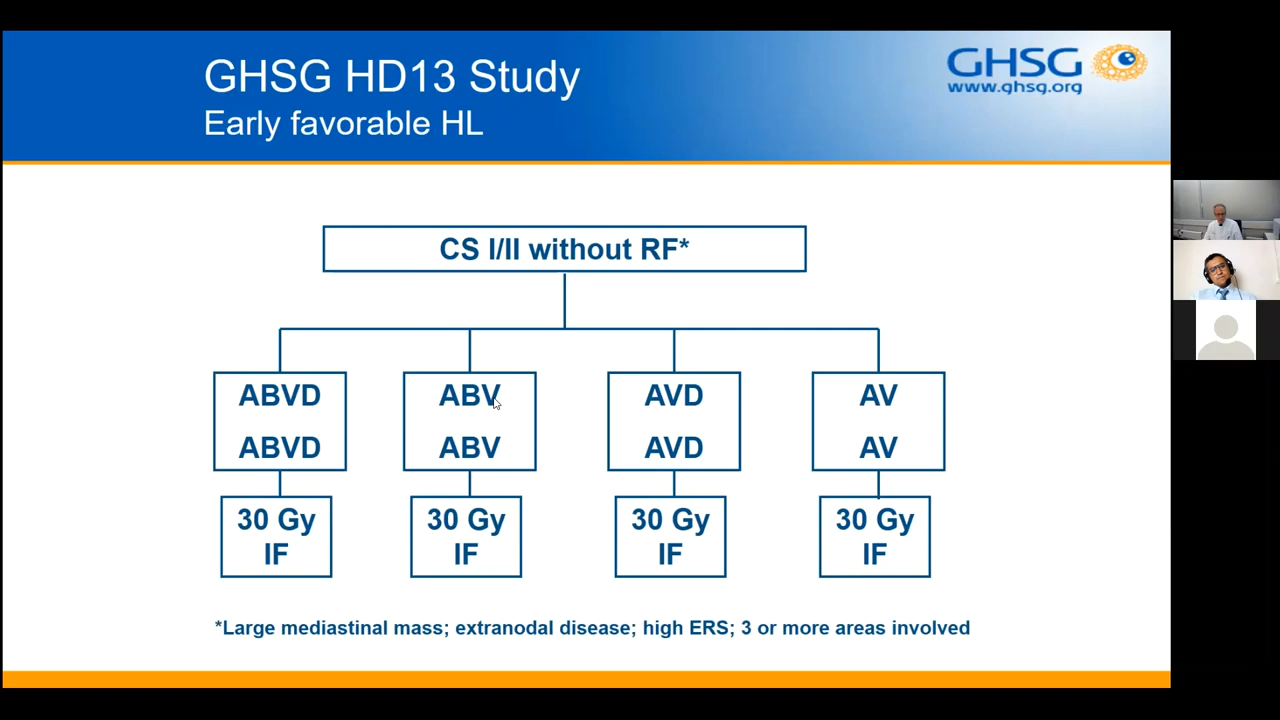 GHSG HD13 Study
Early favorable HL
GHSG
www.ghsg.org
CS I/II without RF*
ABVD
ABVD
ABV
ABV
AVD
AVD
AV
AV
30 Gy
IF
30 Gy
IF
30 Gy
IF
30 Gy
IF
*Large mediastinal mass; extranodal disease; high ERS; 3 or more areas involved